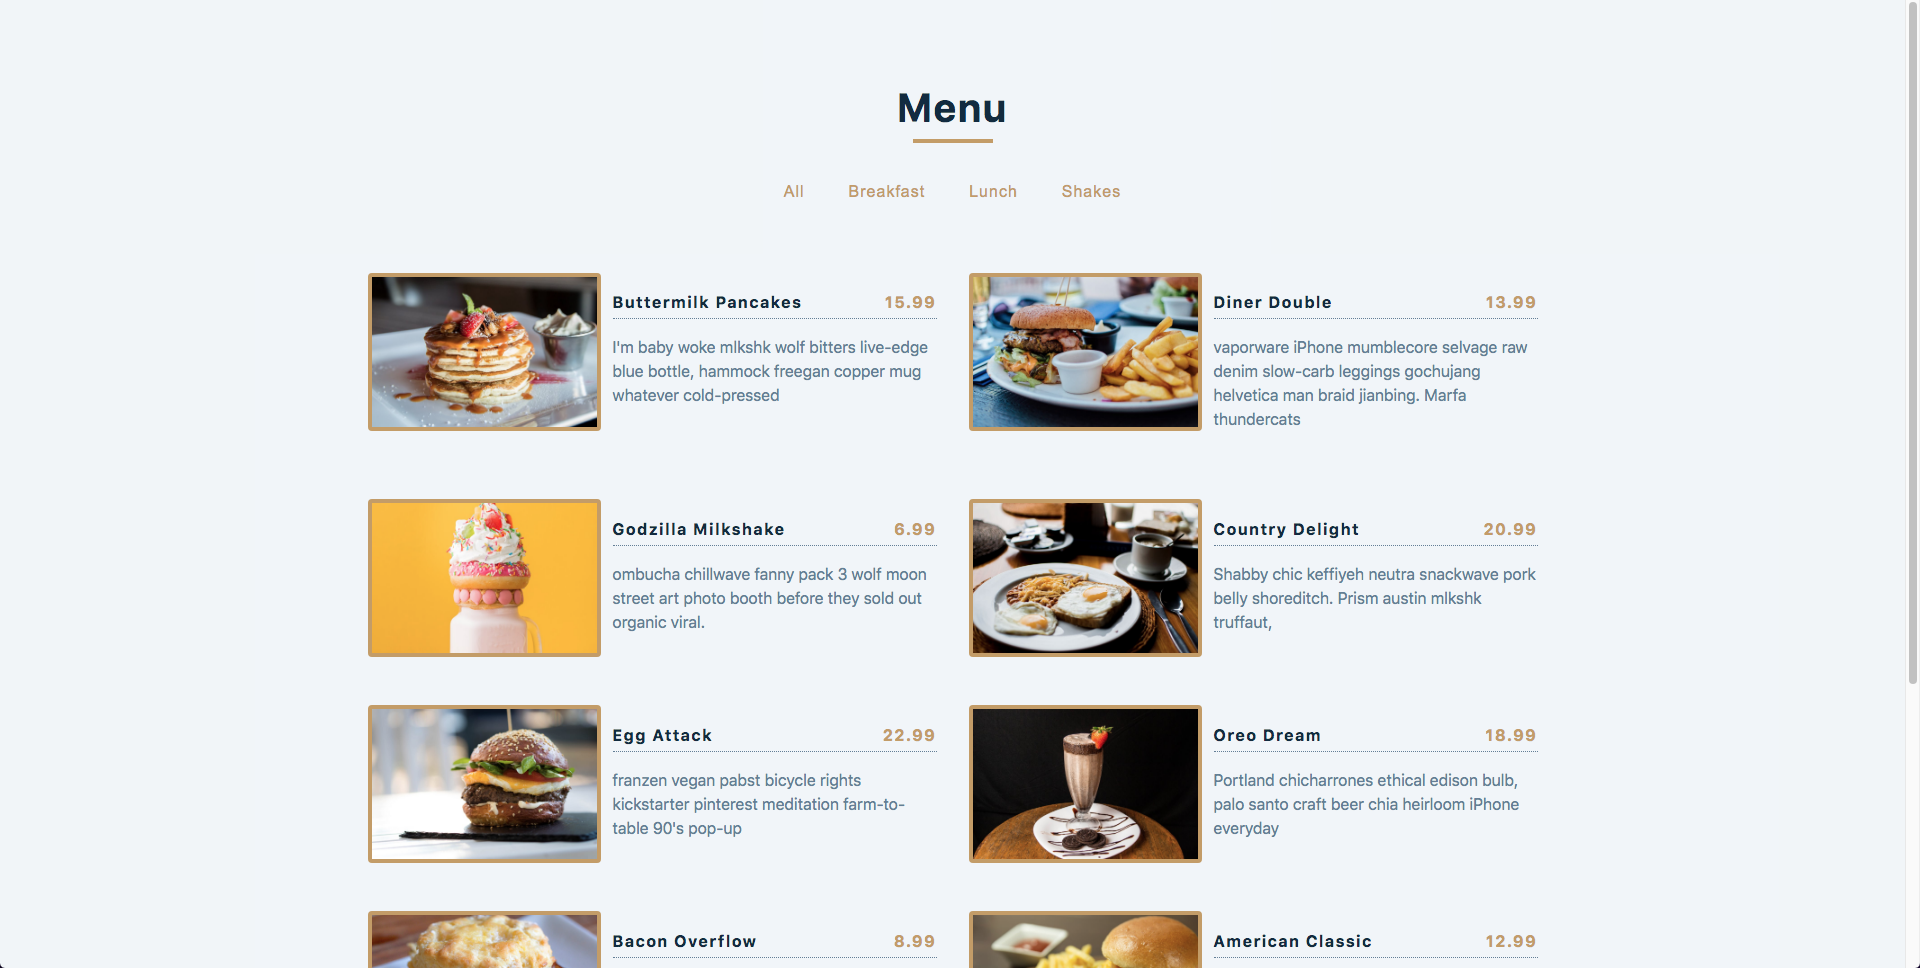 Menu
All Breakfast Lunch Shakes
Buttermilk Pancakes 15.99
I'm baby woke mlkshk wolf bitters live-edge
blue bottle, hammock freegan copper mug
whatever cold-pressed
Diner Double 13.99
vaporware iPhone mumblecore selvage raw
denim slow-carb leggings gochujang
helvetica man braid jianbing. Marfa
thundercats
Godzilla Milkshake 6.99
ombucha chillwave fanny pack 3 wolf moon
street art photo booth before they sold out
organic viral.
Country Delight 20.99
Shabby chic keffiyeh neutra snackwave pork
belly shoreditch. Prism austin mlkshk
truffaut,
Egg Attack 22.99
franzen vegan pabst bicycle rights
kickstarter pinterest meditation farm-to-
table 90's pop-up
Oreo Dream 18.99
Portland chicharrones ethical edison bulb,
palo santo craft beer chia heirloom iPhone
everyday
Bacon Overflow 8.99
American Classic 12.99